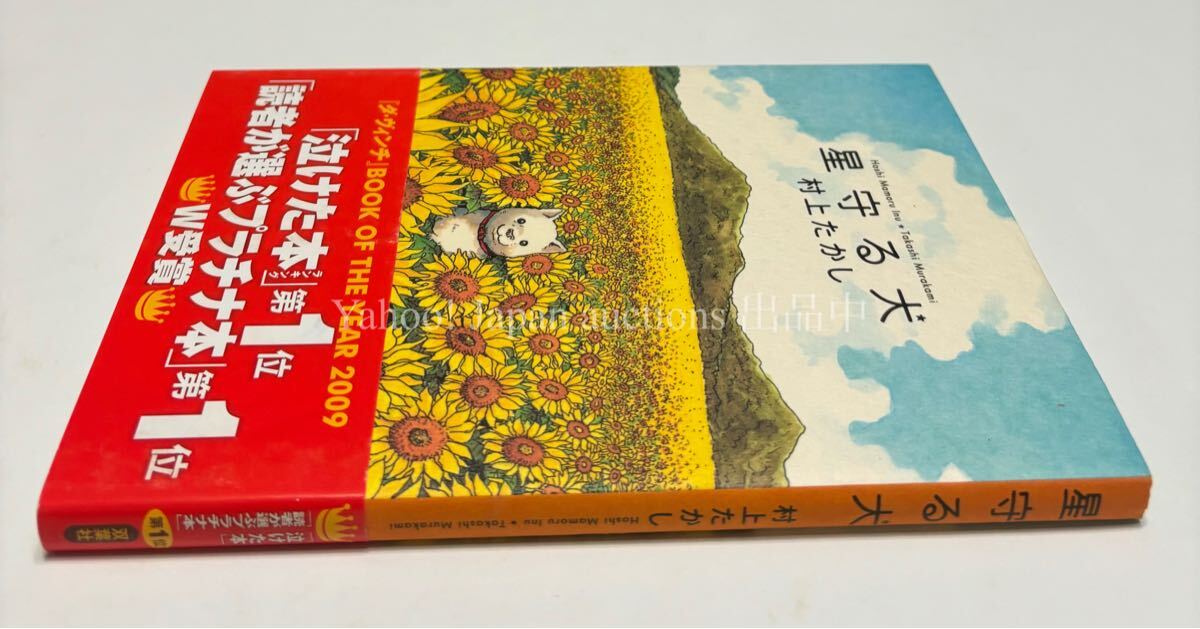 星守る犬
Hoshi Mamoru Inu ★ Takashi Murakami
村上たかし
『ダ・ヴィンチ』BOOK OF THE YEAR 2009
「泣けた本」ランキング第1位
「読者が選ぶプラチナ本」第1位
W受賞
Yahoo! Japan auctions 出品中
星守る犬
村上たかし
Hoshi Mamoru Inu ★ Takashi Murakami
「泣けた本」
「読者が選ぶプラチナ本」
第1位
双葉社